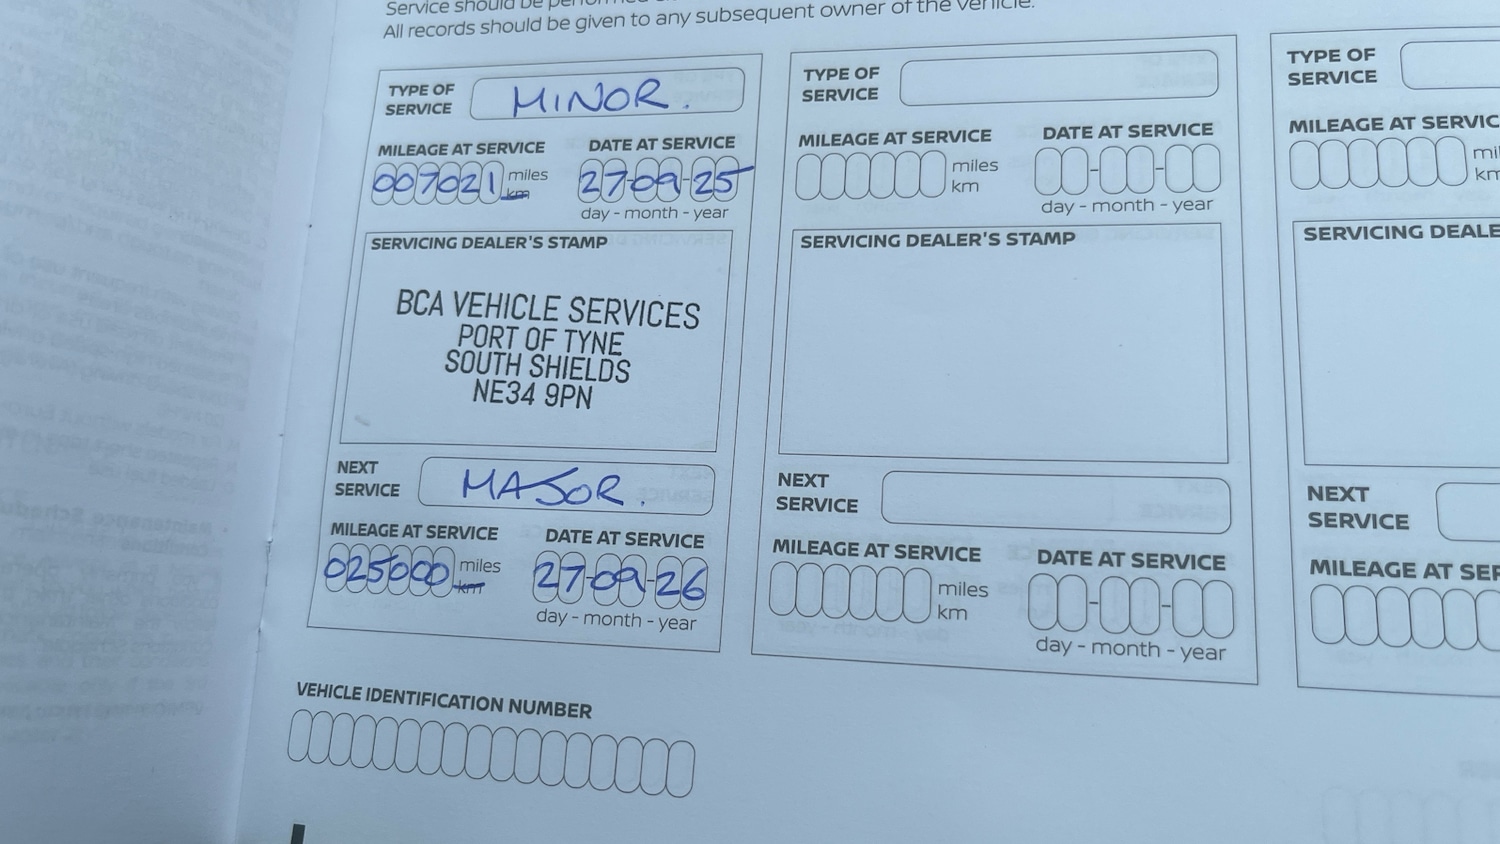 Service should be
All records should be given to any subsequent owner of the vehicle.
TYPE OF
SERVICE
MINOR.
MILEAGE AT SERVICE
DATE AT SERVICE
007021 miles
km
27-09-25
day - month - year
SERVICING DEALER'S STAMP
BCA VEHICLE SERVICES
PORT OF TYNE
SOUTH SHIELDS
NE34 9PN
NEXT
SERVICE
MAJOR.
MILEAGE AT SERVICE
DATE AT SERVICE
025000 miles
km
27-09-26
day - month - year
TYPE OF
SERVICE
MILEAGE AT SERVICE
DATE AT SERVICE
miles
km
day - month - year
SERVICING DEALER'S STAMP
NEXT
SERVICE
MILEAGE AT SERVICE
DATE AT SERVICE
miles
km
day - month - year
TYPE OF
SERVICE
MILEAGE AT SERVIC
mil
km
SERVICING DEALE
NEXT
SERVICE
MILEAGE AT SER
VEHICLE IDENTIFICATION NUMBER